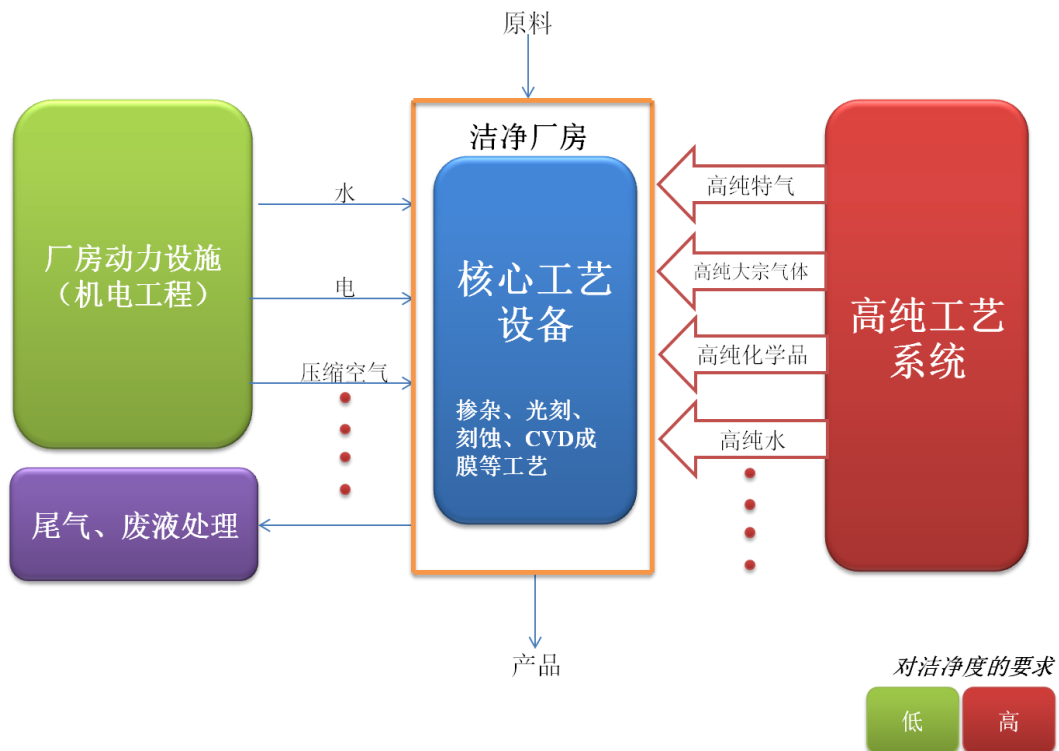 原料
洁净厂房
厂房动力设施
（机电工程）
水
电
压缩空气
核心工艺
设备
掺杂、光刻、
刻蚀、CVD成
膜等工艺
高纯特气
高纯大宗气体
高纯化学品
高纯水
高纯工艺
系统
尾气、废液处理
产品
对洁净度的要求
低
高